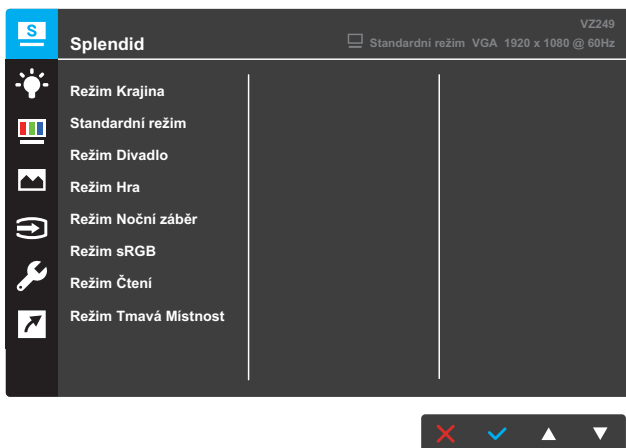 S
VZ249
Splendid
Standardní režim VGA 1920 x 1080 @ 60Hz
Režim Krajina
Standardní režim
Režim Divadlo
Režim Hra
Režim Noční záběr
Režim sRGB
Režim Čtení
Režim Tmavá Místnost